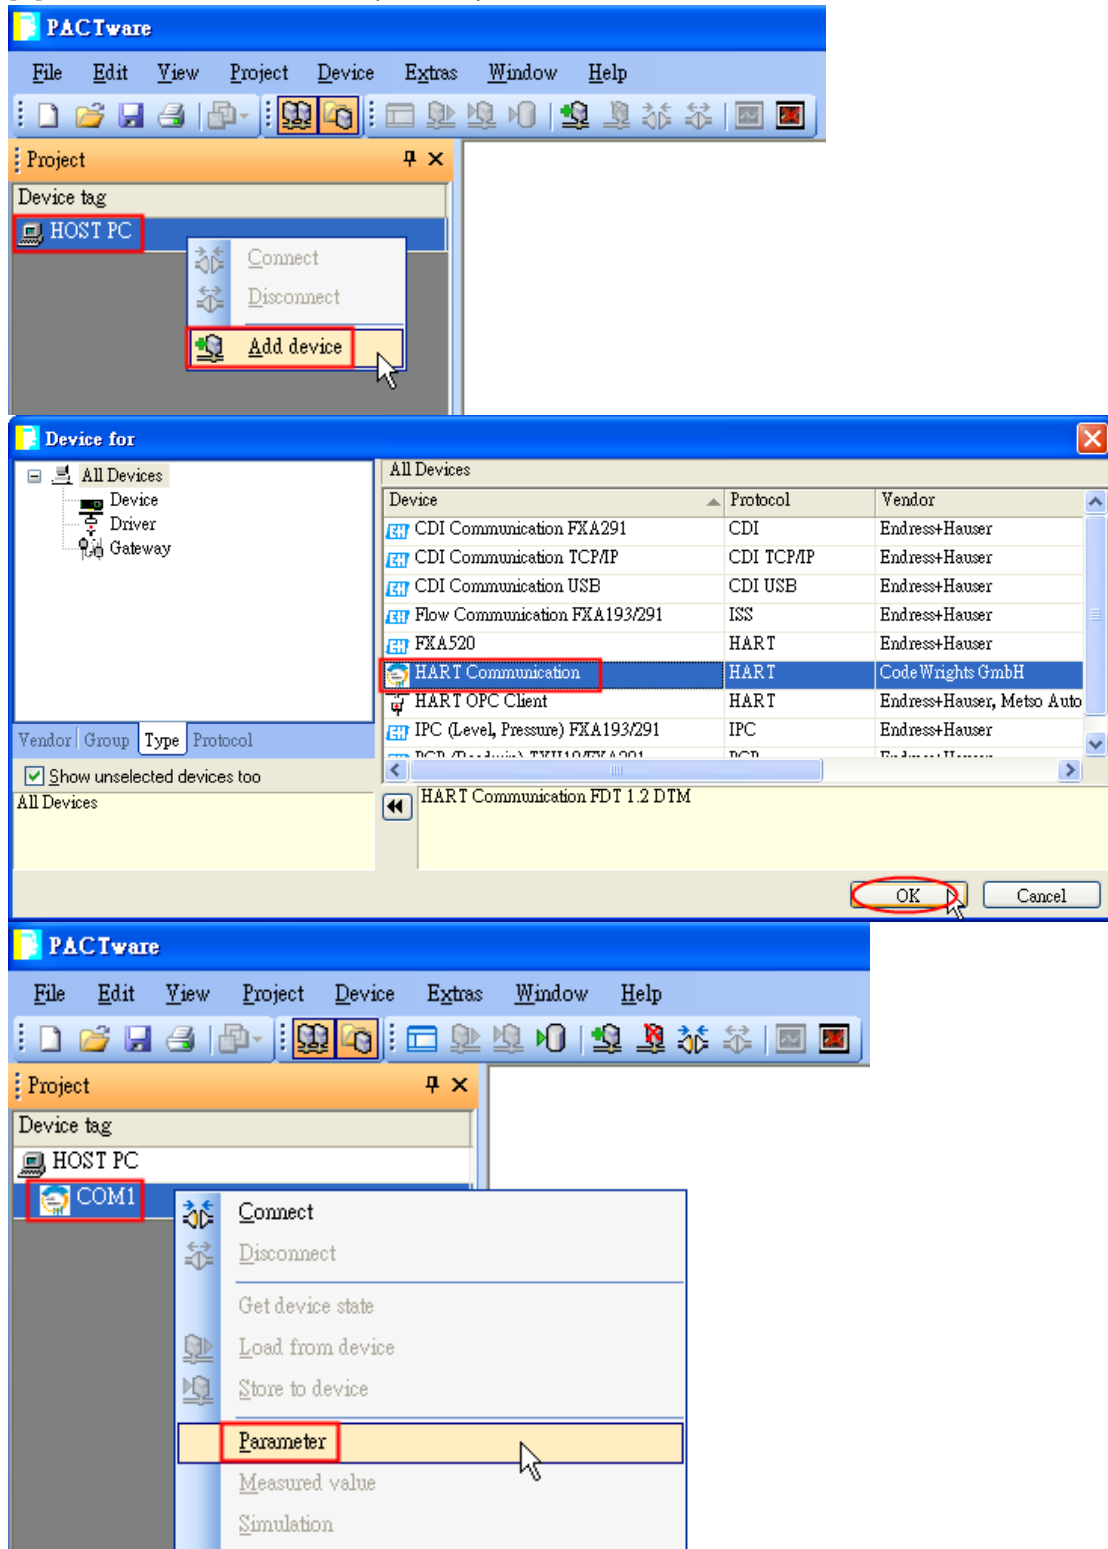 PACTware
File Edit View Project Device Extras Window Help
Project
Device tag
HOST PC
Connect
Disconnect
Add device
Device for
All Devices
Device
Driver
Gateway
Vendor Group Type Protocol
Show unselected devices too
All Devices
All Devices
Device Protocol Vendor
CDI Communication FXA291 CDI Endress+Hauser
CDI Communication TCP/IP CDI TCP/IP Endress+Hauser
CDI Communication USB CDI USB Endress+Hauser
Flow Communication FXA193/291 ISS Endress+Hauser
FXA520 HART Endress+Hauser
HART Communication HART CodeWrights GmbH
HART OPC Client HART Endress+Hauser, Metso Auto
IPC (Level, Pressure) FXA193/291 IPC Endress+Hauser
HART Communication FDT 1.2 DTM
OK Cancel
PACTware
File Edit View Project Device Extras Window Help
Project
Device tag
HOST PC
COM1
Connect
Disconnect
Get device state
Load from device
Store to device
Parameter
Measured value
Simulation